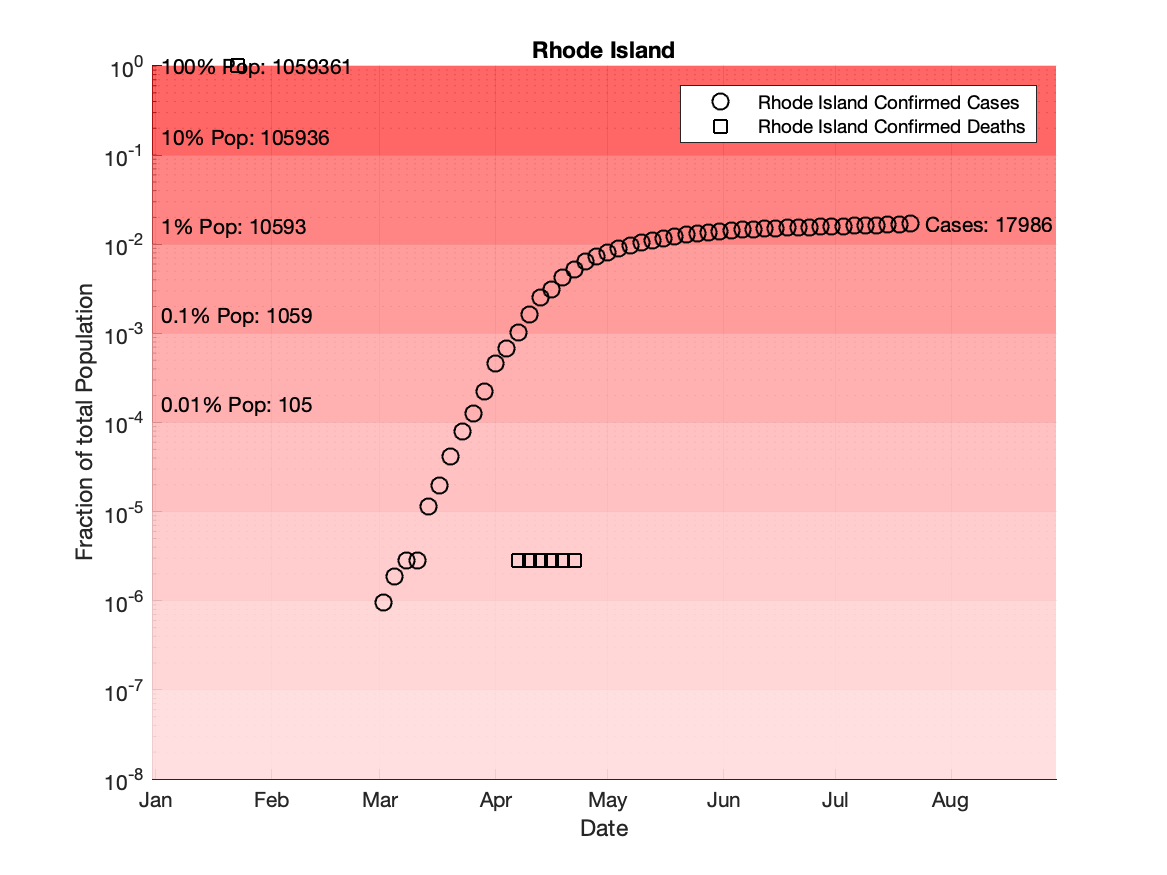 Rhode Island
10^0
100% Pop: 1059361
Rhode Island Confirmed Cases
Rhode Island Confirmed Deaths
10% Pop: 105936
10^-1
1% Pop: 10593
Cases: 17986
10^-2
0.1% Pop: 1059
10^-3
0.01% Pop: 105
10^-4
10^-5
10^-6
10^-7
10^-8
Fraction of total Population
Jan Feb Mar Apr May Jun Jul Aug
Date